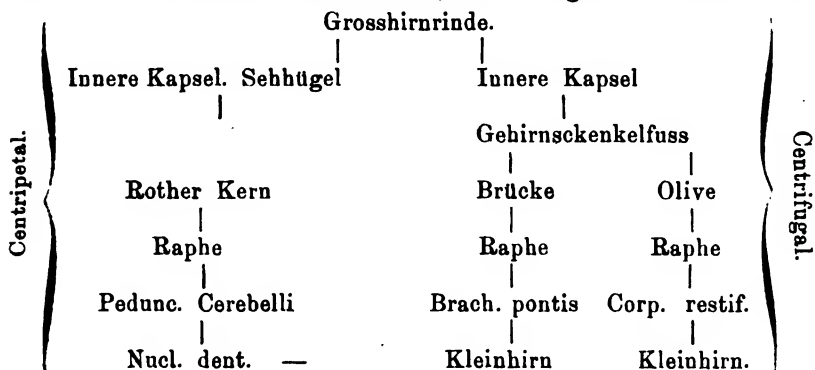 Grosshirnrinde.
Innere Kapsel. Sehhügel Innere Kapsel
Gehirnsckenkelfuss
Centripetal.
Rother Kern Brücke Olive
Centrifugal.
Raphe Raphe Raphe
Pedunc. Cerebelli Brach. pontis Corp. restif.
Nucl. dent. — Kleinhirn Kleinhirn.